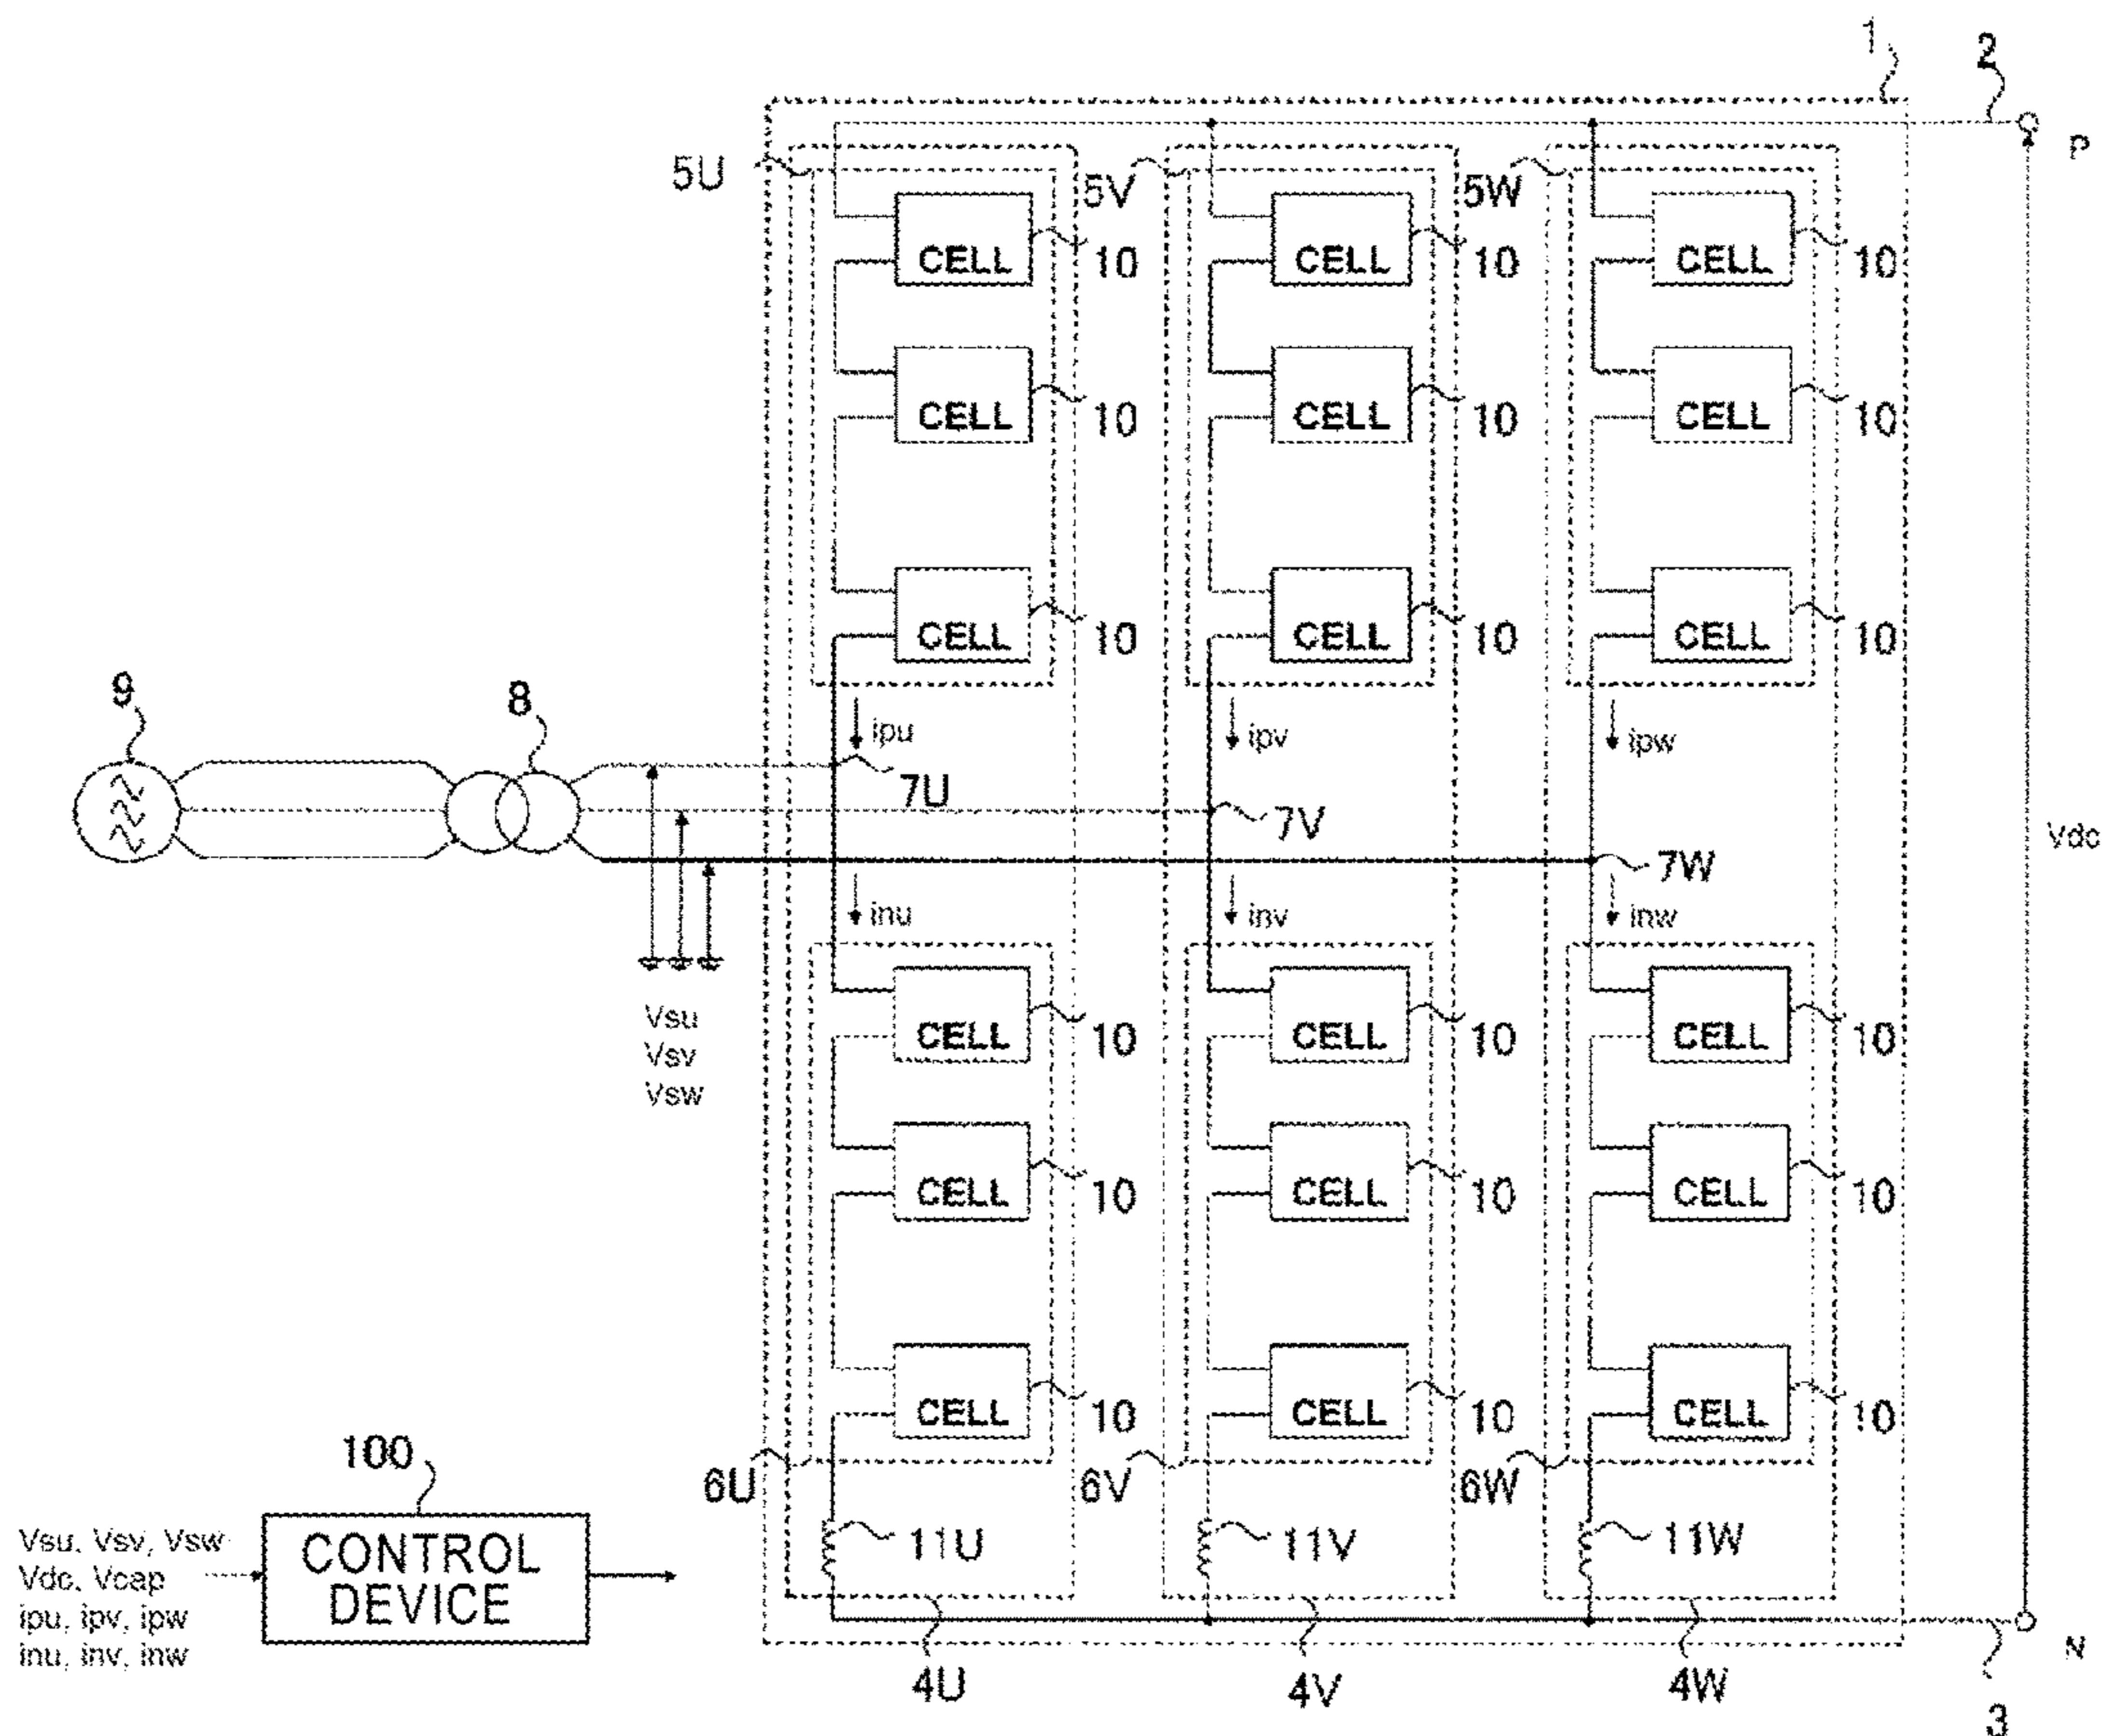 1
2
P
5U
5V
5W
CELL 10 CELL 10 CELL 10
CELL 10 CELL 10 CELL 10
CELL 10 CELL 10 CELL 10
9
8
ipu
ipv
ipw
7U
7V
7W
Vdc
inu
inv
inw
Vsu
Vsv
Vsw
CELL 10 CELL 10 CELL 10
CELL 10 CELL 10 CELL 10
CELL 10 CELL 10 CELL 10
6U
6V
6W
11U
11V
11W
100
Vsu, Vsv, Vsw
Vdc, Vcap
ipu, ipv, ipw
inu, inv, inw
CONTROL
DEVICE
N
4U
4V
4W
3